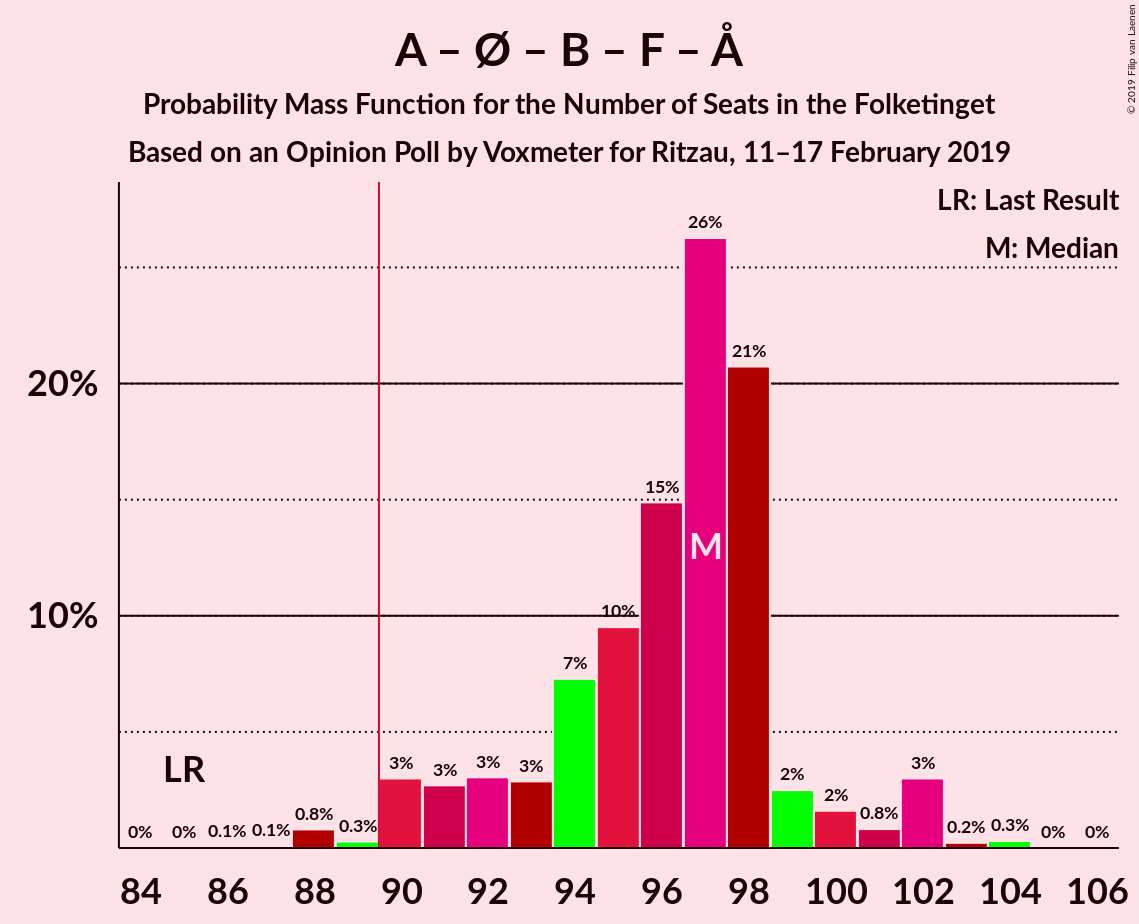 A – Ø – B – F – Å
Probability Mass Function for the Number of Seats in the Folketinget
Based on an Opinion Poll by Voxmeter for Ritzau, 11–17 February 2019
© 2019 Filip van Laenen
LR: Last Result
M: Median
20%
10%
LR
M
0%
0%
0.1%
0.1%
0.8%
0.3%
3%
3%
3%
3%
7%
10%
15%
26%
21%
2%
2%
0.8%
3%
0.2%
0.3%
0%
0%
84 86 88 90 92 94 96 98 100 102 104 106